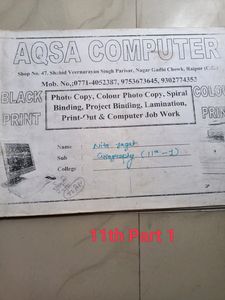 AQSA COMPUTER
Shop No. 47, Shahid Veernarayan Singh Parisar, Nagar Ghadi Chowk, Raipur (C.G.)
Mob. No.:0771-4052387, 9753673645, 9302774353
BLACK PRINT
Photo Copy, Colour Photo Copy, Spiral
Binding, Project Binding, Lamination,
Print-Out & Computer Job Work
COLOU
PRINT
Name
Sub Geography (11th
College
11th Part 1